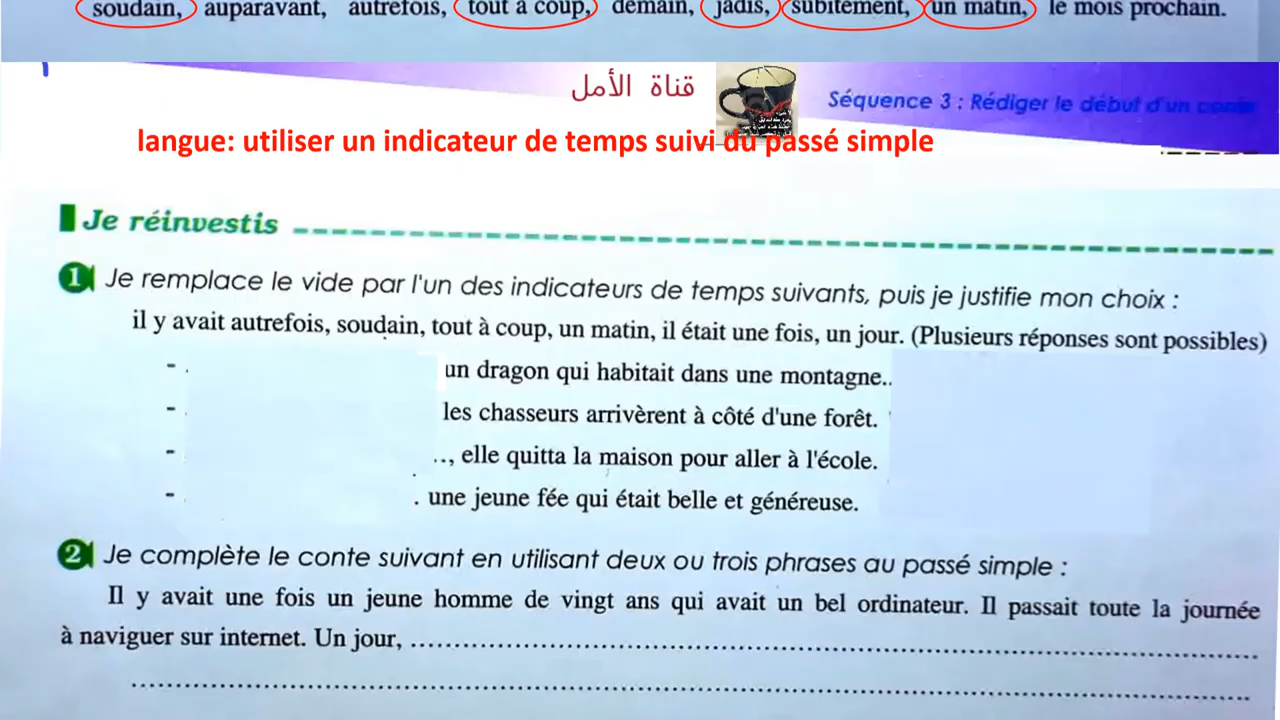 soudain, auparavant, autrefois, tout à coup, demain, jadis, subitement, un matin, le mois prochain.
قناة الأمل
Séquence 3 : Rédiger le début d'un conte
langue: utiliser un indicateur de temps suivi du passé simple
Je réinvestis
1 Je remplace le vide par l'un des indicateurs de temps suivants, puis je justifie mon choix :
il y avait autrefois, soudain, tout à coup, un matin, il était une fois, un jour. (Plusieurs réponses sont possibles)
- . un dragon qui habitait dans une montagne..
- les chasseurs arrivèrent à côté d'une forêt.
- .., elle quitta la maison pour aller à l'école.
- . une jeune fée qui était belle et généreuse.
2 Je complète le conte suivant en utilisant deux ou trois phrases au passé simple :
Il y avait une fois un jeune homme de vingt ans qui avait un bel ordinateur. Il passait toute la journée
à naviguer sur internet. Un jour, ..........................................................................
..........................................................................